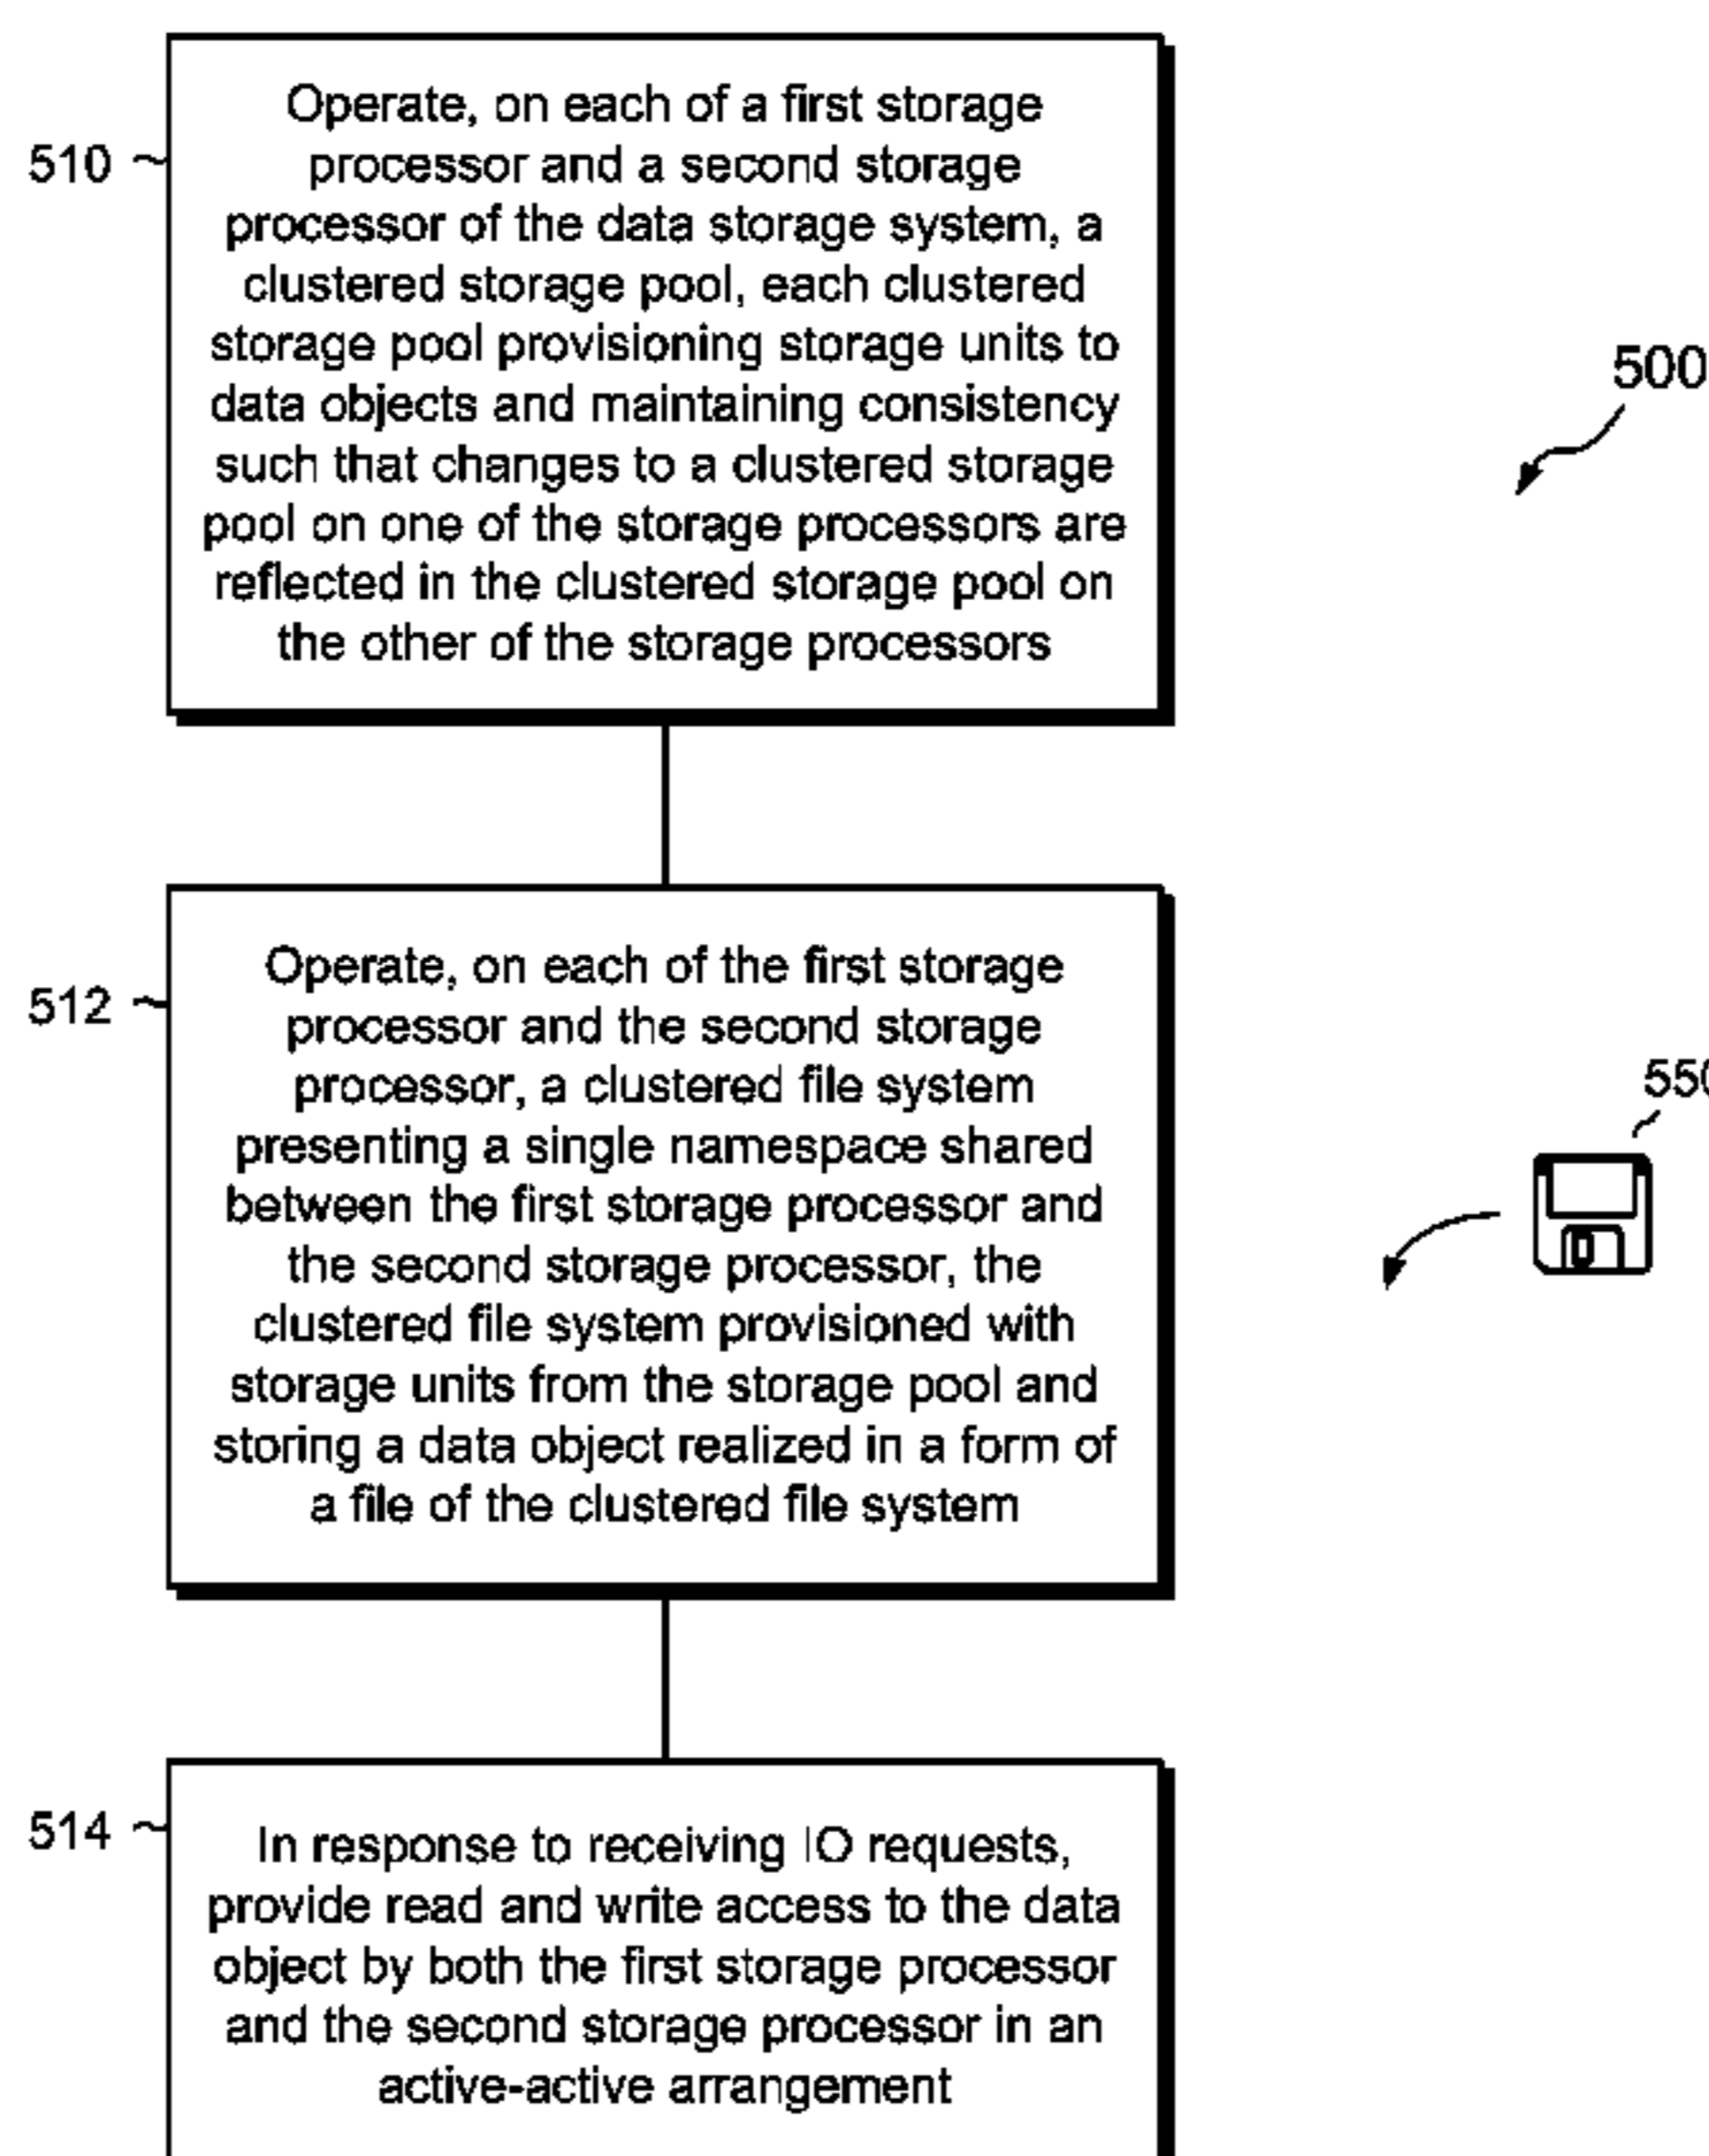 Operate, on each of a first storage
510
processor and a second storage
processor of the data storage system, a
clustered storage pool, each clustered
storage pool provisioning storage units to
data objects and maintaining consistency
such that changes to a clustered storage
pool on one of the storage processors are
reflected in the clustered storage pool on
the other of the storage processors
500
Operate, on each of the first storage
512
processor and the second storage
processor, a clustered file system
presenting a single namespace shared
between the first storage processor and
the second storage processor, the
clustered file system provisioned with
storage units from the storage pool and
storing a data object realized in a form of
a file of the clustered file system
550
514
In response to receiving IO requests,
provide read and write access to the data
object by both the first storage processor
and the second storage processor in an
active-active arrangement